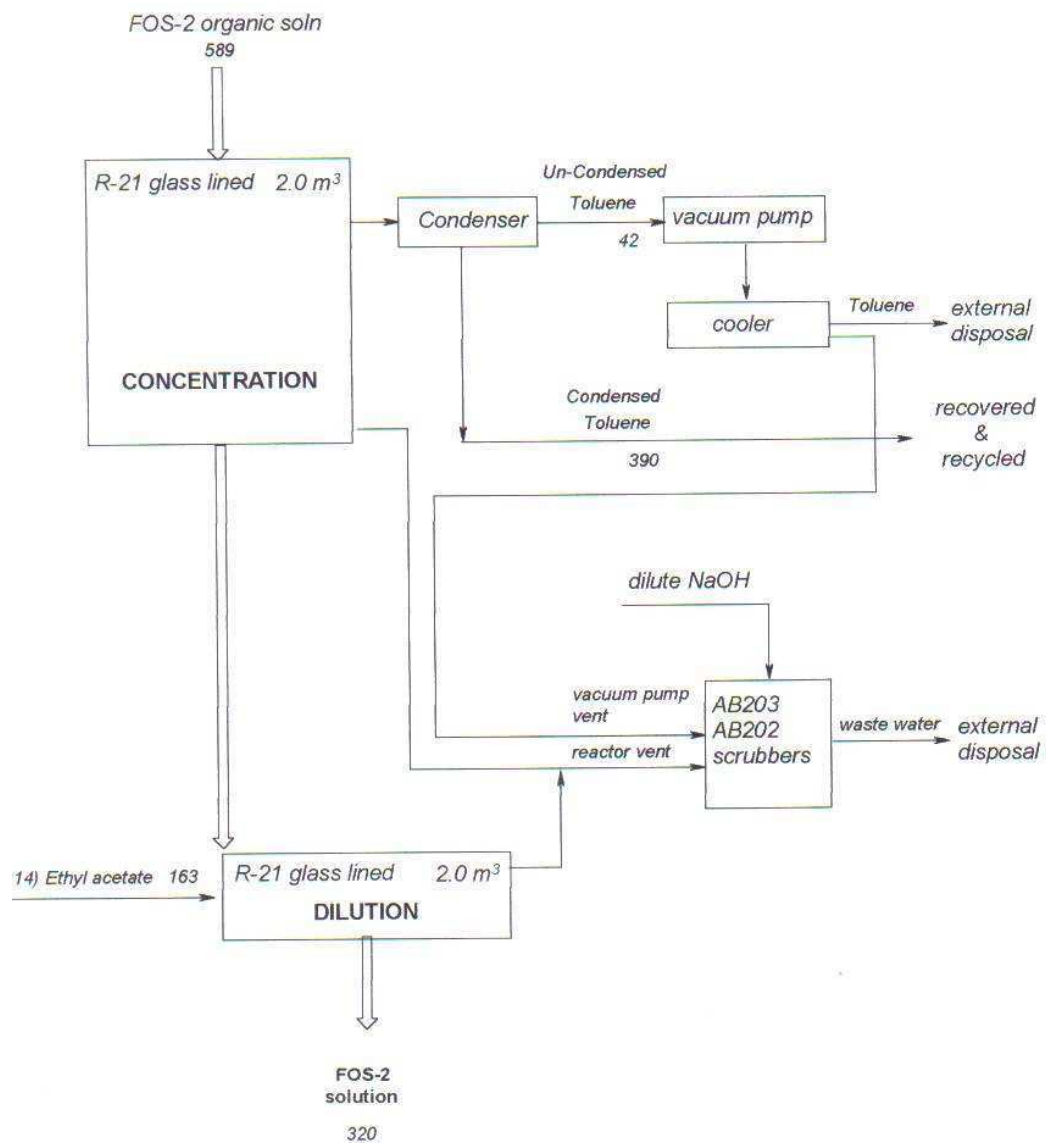 FOS-2 organic soln
589
R-21 glass lined 2.0 m³
CONCENTRATION
Condenser
Un-Condensed
Toluene
42
vacuum pump
cooler
Toluene
external
disposal
Condensed
Toluene
390
recovered
&
recycled
dilute NaOH
vacuum pump
vent
reactor vent
AB203
AB202
scrubbers
waste water
external
disposal
14) Ethyl acetate 163
R-21 glass lined 2.0 m³
DILUTION
FOS-2
solution
320